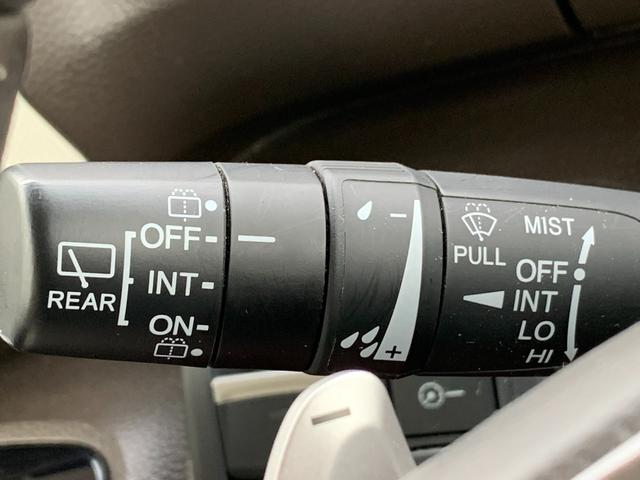 OFF
INT
ON
REAR
PULL
MIST
OFF
INT
LO
HI